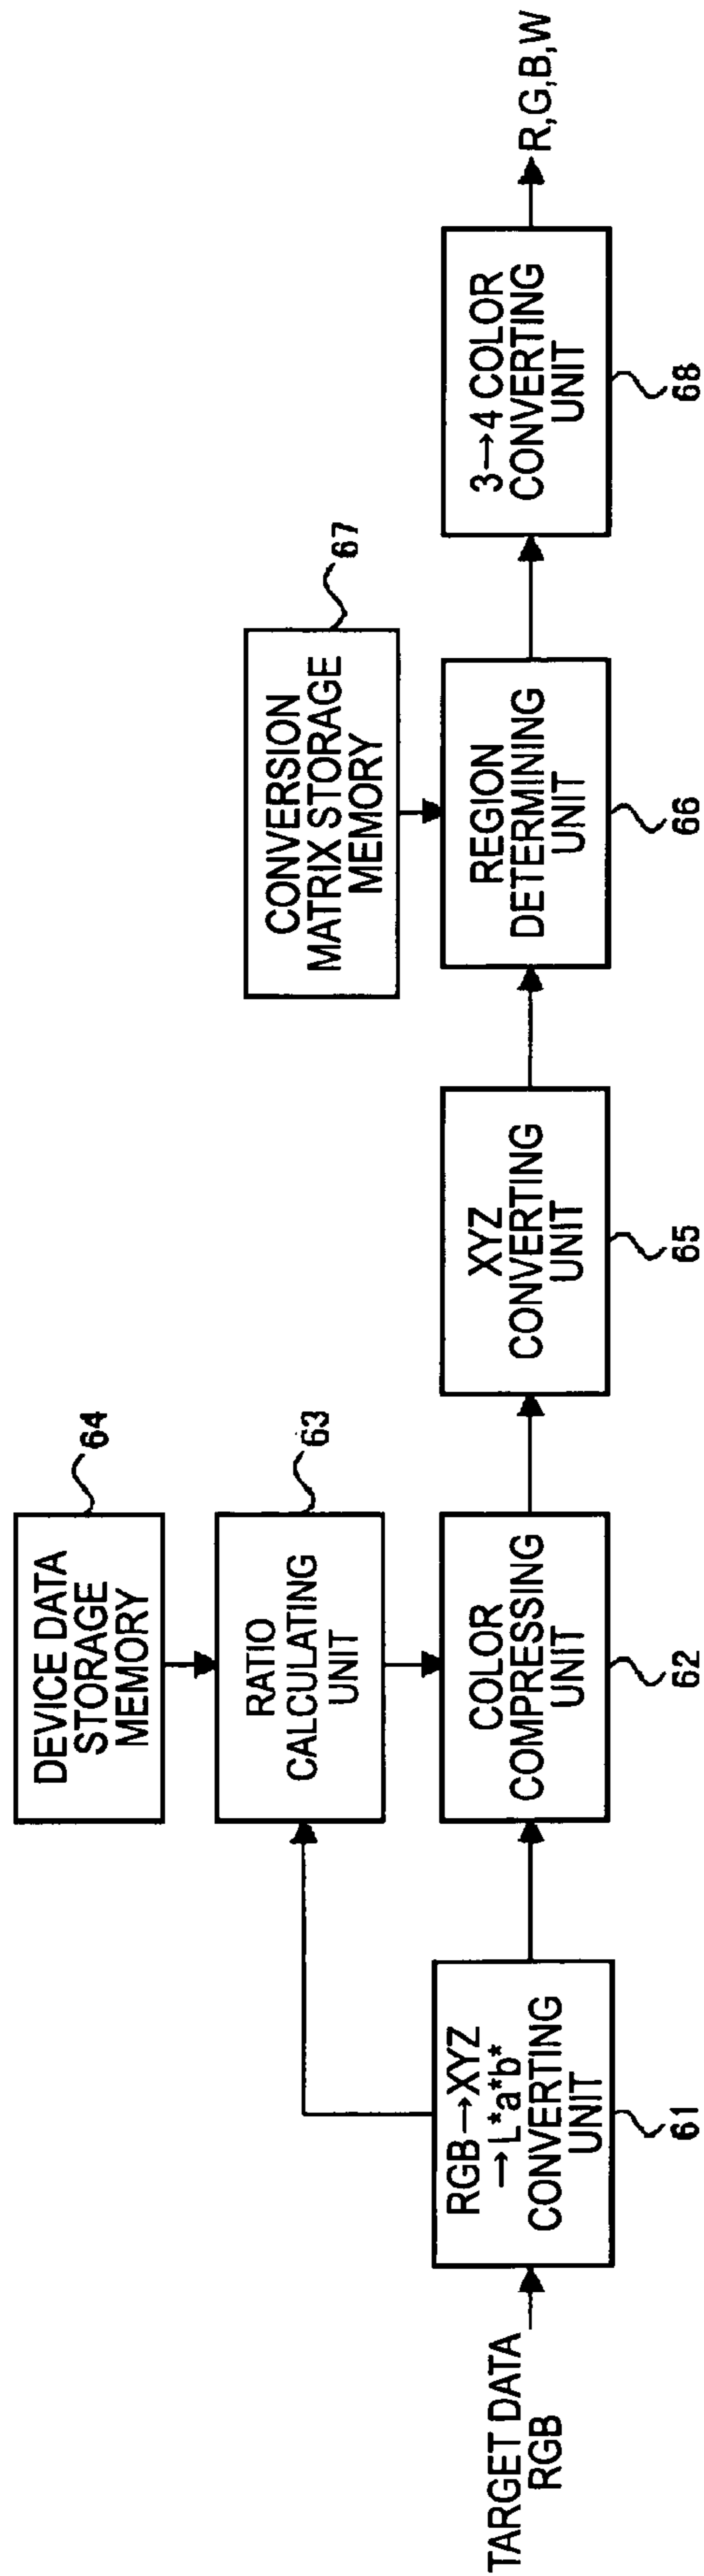 TARGET DATA
RGB
RGB→XYZ
→L*a*b*
CONVERTING
UNIT
61
DEVICE DATA
STORAGE
MEMORY
64
RATIO
CALCULATING
UNIT
63
COLOR
COMPRESSING
UNIT
62
XYZ
CONVERTING
UNIT
65
CONVERSION
MATRIX STORAGE
MEMORY
67
REGION
DETERMINING
UNIT
66
3→4 COLOR
CONVERTING
UNIT
68
R,G,B,W